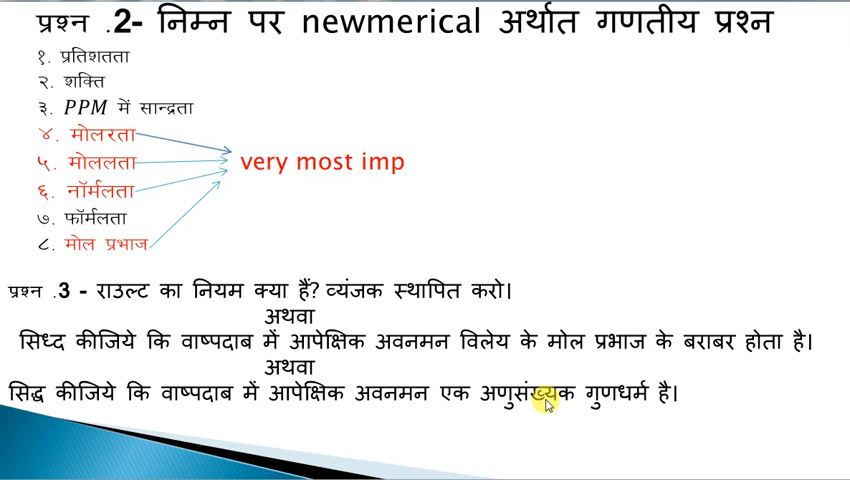 प्रश्न .2- निम्न पर newmerical अर्थात गणतीय प्रश्न
१. प्रतिशतता
२. शक्ति
३. PPM में सान्द्रता
४. मोलरता
५. मोललता
very most imp
६. नॉर्मलता
७. फॉर्मलता
८. मोल प्रभाज
प्रश्न .3 - राउल्ट का नियम क्या हैं? व्यंजक स्थापित करो।
अथवा
सिध्द कीजिये कि वाष्पदाब में आपेक्षिक अवनमन विलेय के मोल प्रभाज के बराबर होता है।
अथवा
सिद्ध कीजिये कि वाष्पदाब में आपेक्षिक अवनमन एक अणुसंख्यक गुणधर्म है।